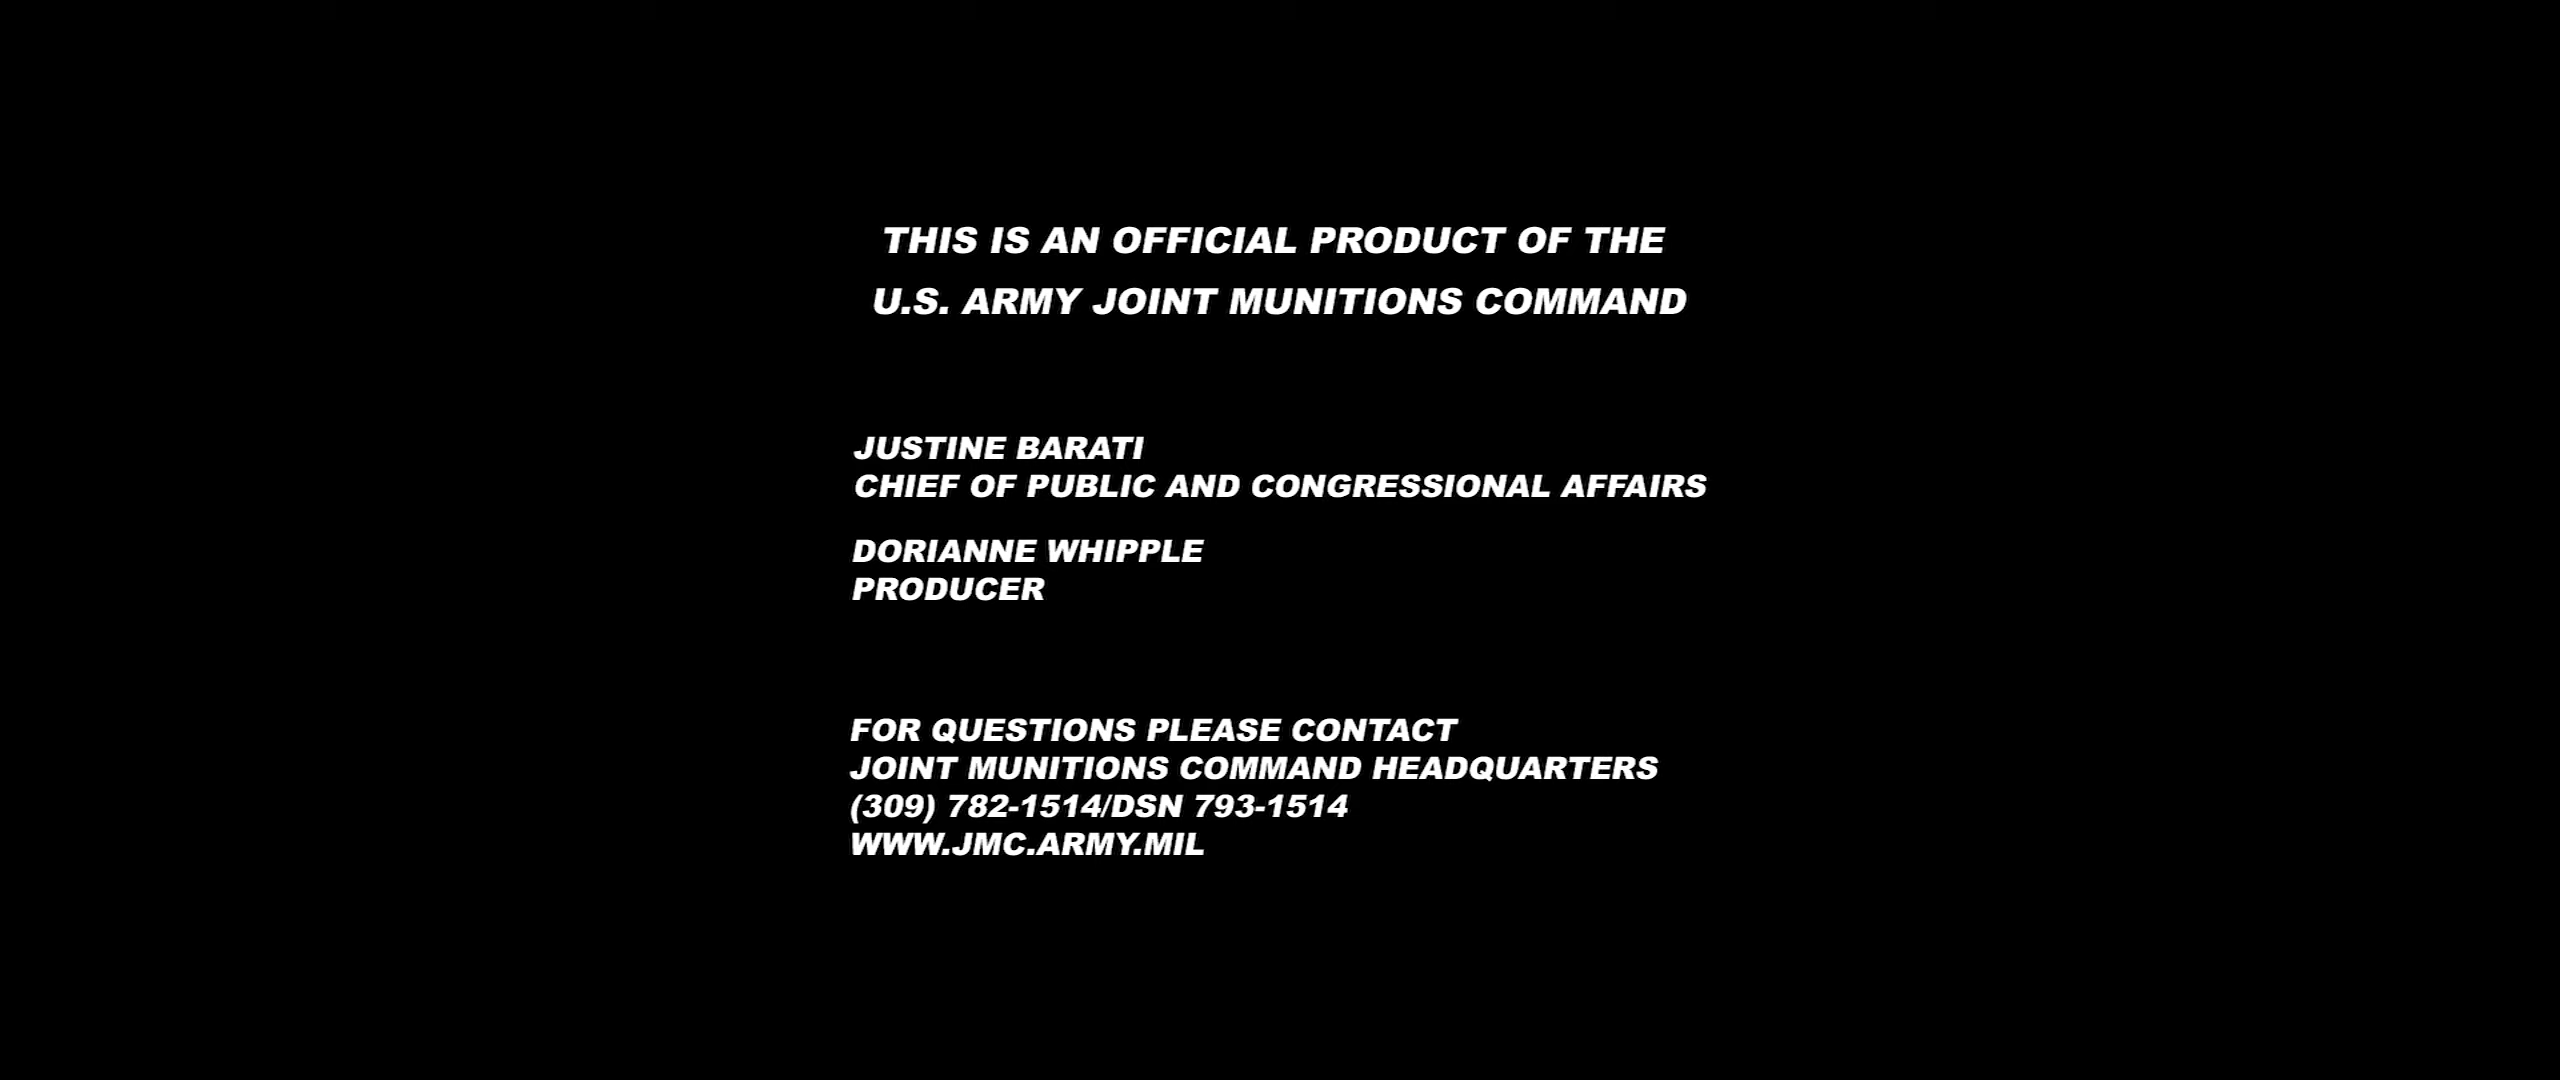 THIS IS AN OFFICIAL PRODUCT OF THE
U.S. ARMY JOINT MUNITIONS COMMAND
JUSTINE BARATI
CHIEF OF PUBLIC AND CONGRESSIONAL AFFAIRS
DORIANNE WHIPPLE
PRODUCER
FOR QUESTIONS PLEASE CONTACT
JOINT MUNITIONS COMMAND HEADQUARTERS
(309) 782-1514/DSN 793-1514
WWW.JMC.ARMY.MIL